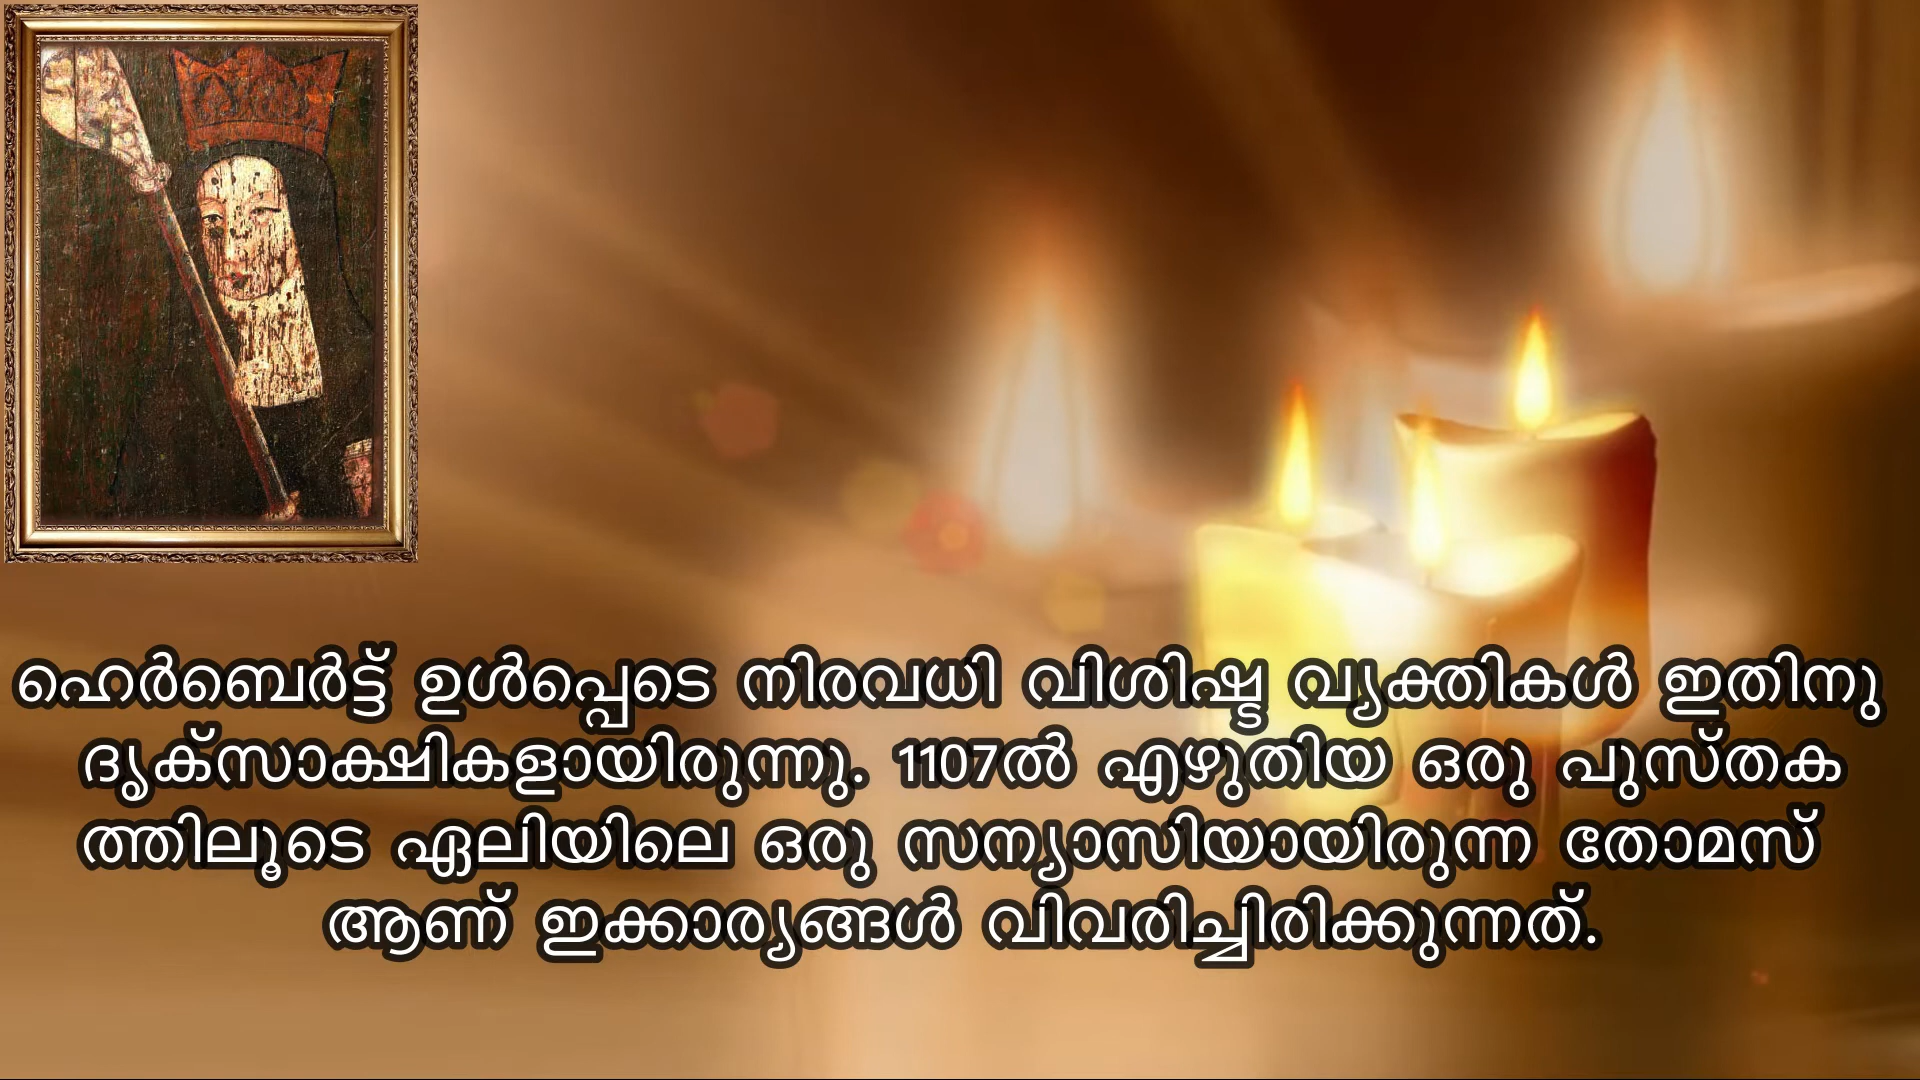 ഹെർബെർട്ട് ഉൾപ്പെടെ നിരവധി വിശിഷ്ട വ്യക്തികൾ ഇതിനു
ദൃക്സാക്ഷികളായിരുന്നു. 1107ൽ എഴുതിയ ഒരു പുസ്തക
ത്തിലൂടെ ഏലിയിലെ ഒരു സന്യാസിയായിരുന്ന തോമസ്
ആണ് ഇക്കാര്യങ്ങൾ വിവരിച്ചിരിക്കുന്നത്.